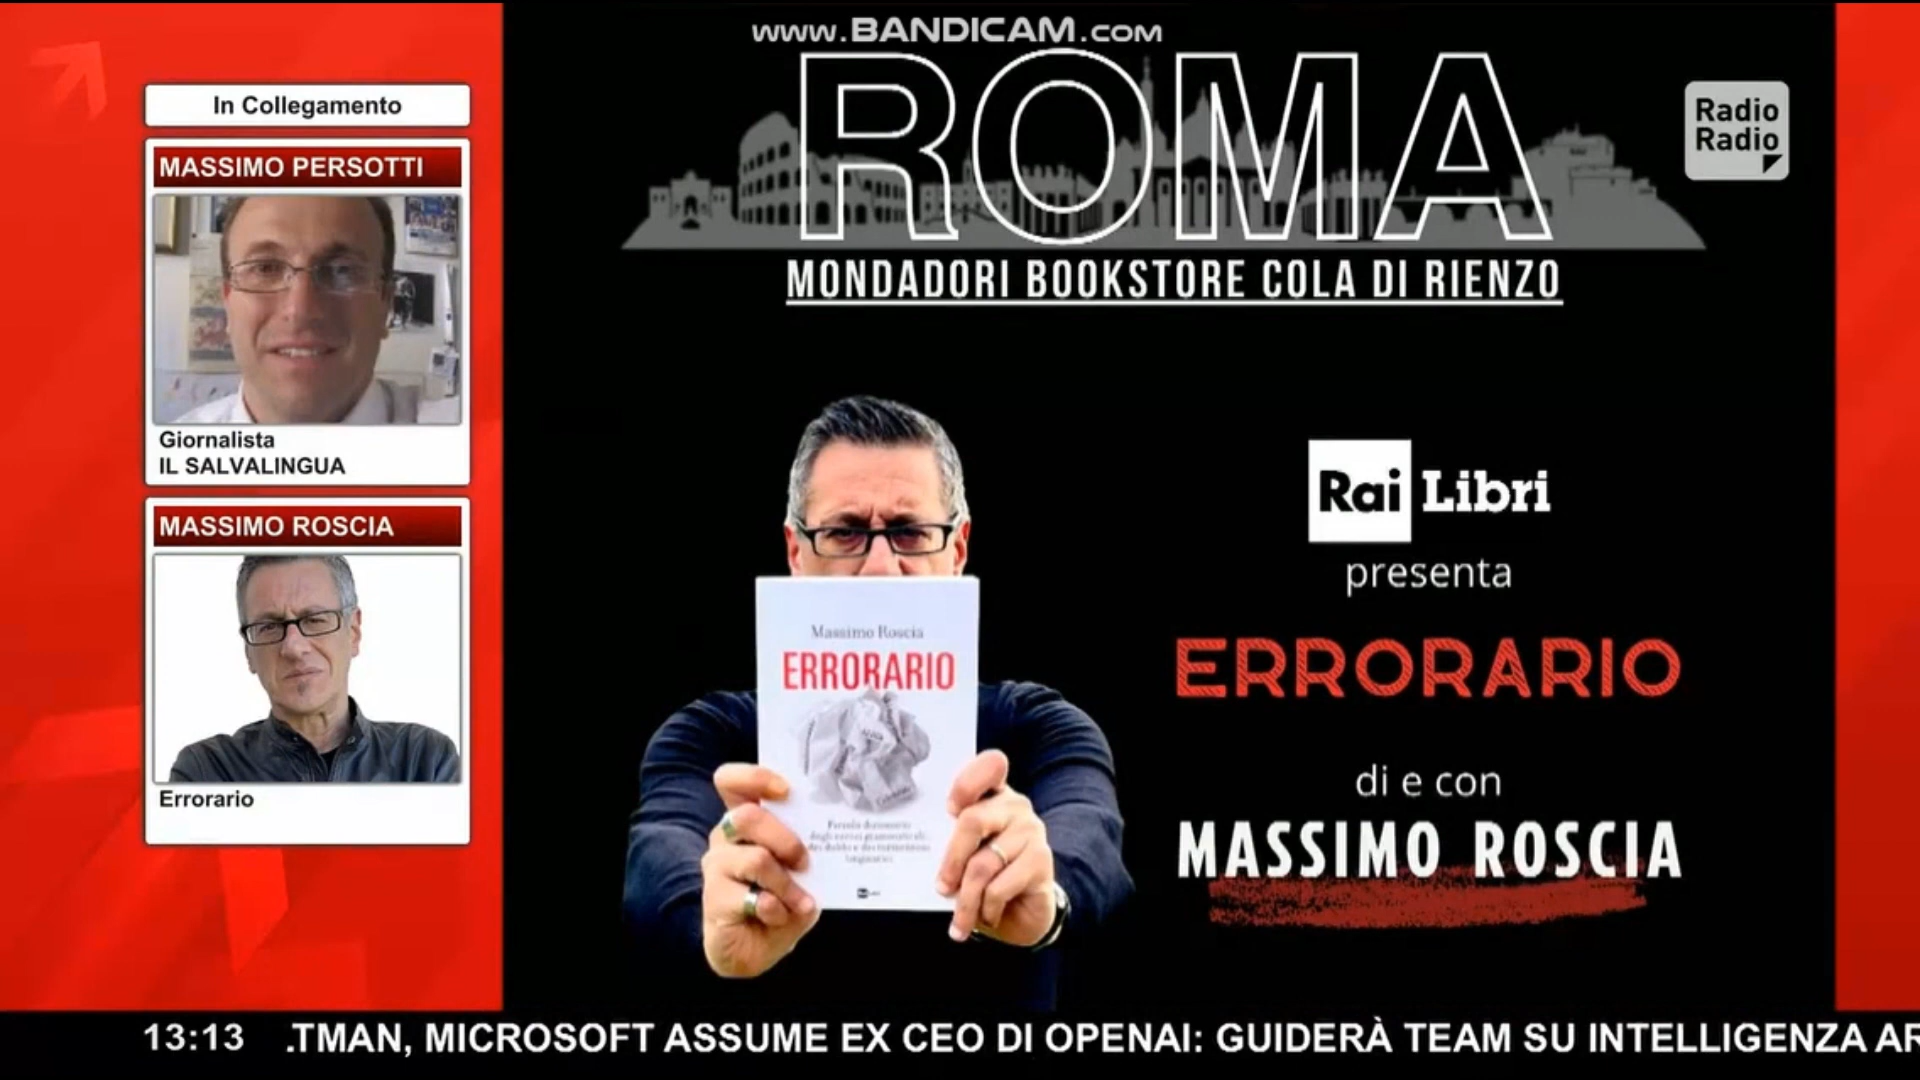 www.BANDICAM.com
In Collegamento
MASSIMO PERSOTTI
Giornalista
IL SALVALINGUA
MASSIMO ROSCIA
Errorario
ROMA
MONDADORI BOOKSTORE COLA DI RIENZO
Radio
Radio
Massimo Roscia
ERRORARIO
Rai Libri
presenta
ERRORARIO
di e con
MASSIMO ROSCIA
13:13 .TMAN, MICROSOFT ASSUME EX CEO DI OPENAI: GUIDERÀ TEAM SU INTELLIGENZA AR